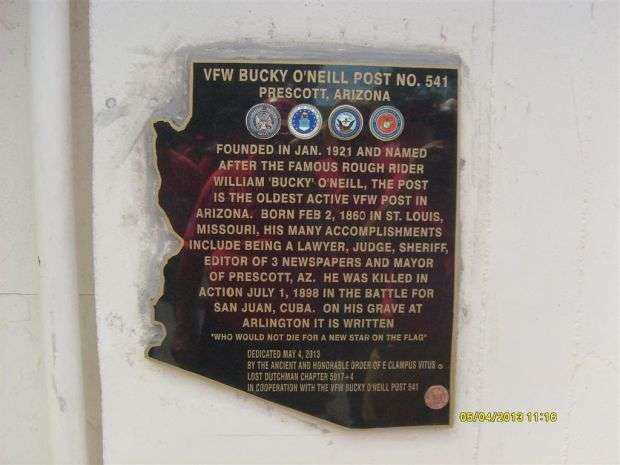 VFW BUCKY O'NEILL POST NO. 541
PRESCOTT, ARIZONA
FOUNDED IN JAN. 1921 AND NAMED
AFTER THE FAMOUS ROUGH RIDER
WILLIAM 'BUCKY' O'NEILL, THE POST
IS THE OLDEST ACTIVE VFW POST IN
ARIZONA. BORN FEB 2, 1860 IN ST. LOUIS,
MISSOURI, HIS MANY ACCOMPLISHMENTS
INCLUDE BEING A LAWYER, JUDGE, SHERIFF,
EDITOR OF 3 NEWSPAPERS AND MAYOR
OF PRESCOTT, AZ. HE WAS KILLED IN
ACTION JULY 1, 1898 IN THE BATTLE FOR
SAN JUAN, CUBA. ON HIS GRAVE AT
ARLINGTON IT IS WRITTEN
"WHO WOULD NOT DIE FOR A NEW STAR ON THE FLAG"
DEDICATED MAY 4, 2013
BY THE ANCIENT AND HONORABLE ORDER OF E CLAMPUS VITUS
LOST DUTCHMAN CHAPTER 5917+4
IN COOPERATION WITH THE VFW BUCKY O'NEILL POST 541
05/04/2013 11:16